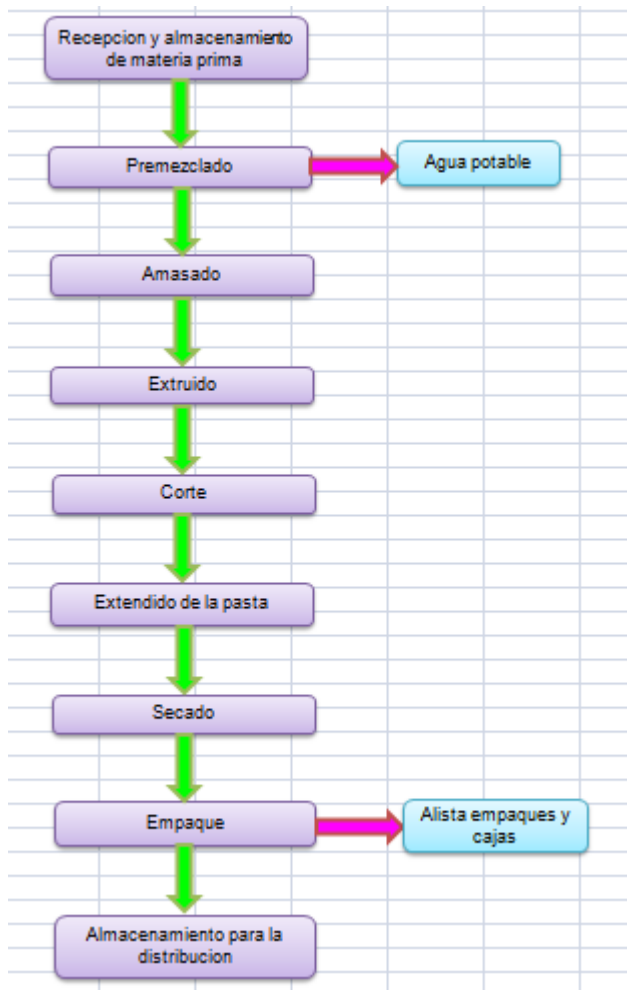 Recepcion y almacenamiento
de materia prima
Premezclado
Agua potable
Amasado
Extruido
Corte
Extendido de la pasta
Secado
Empaque
Alista empaques y
cajas
Almacenamiento para la
distribucion